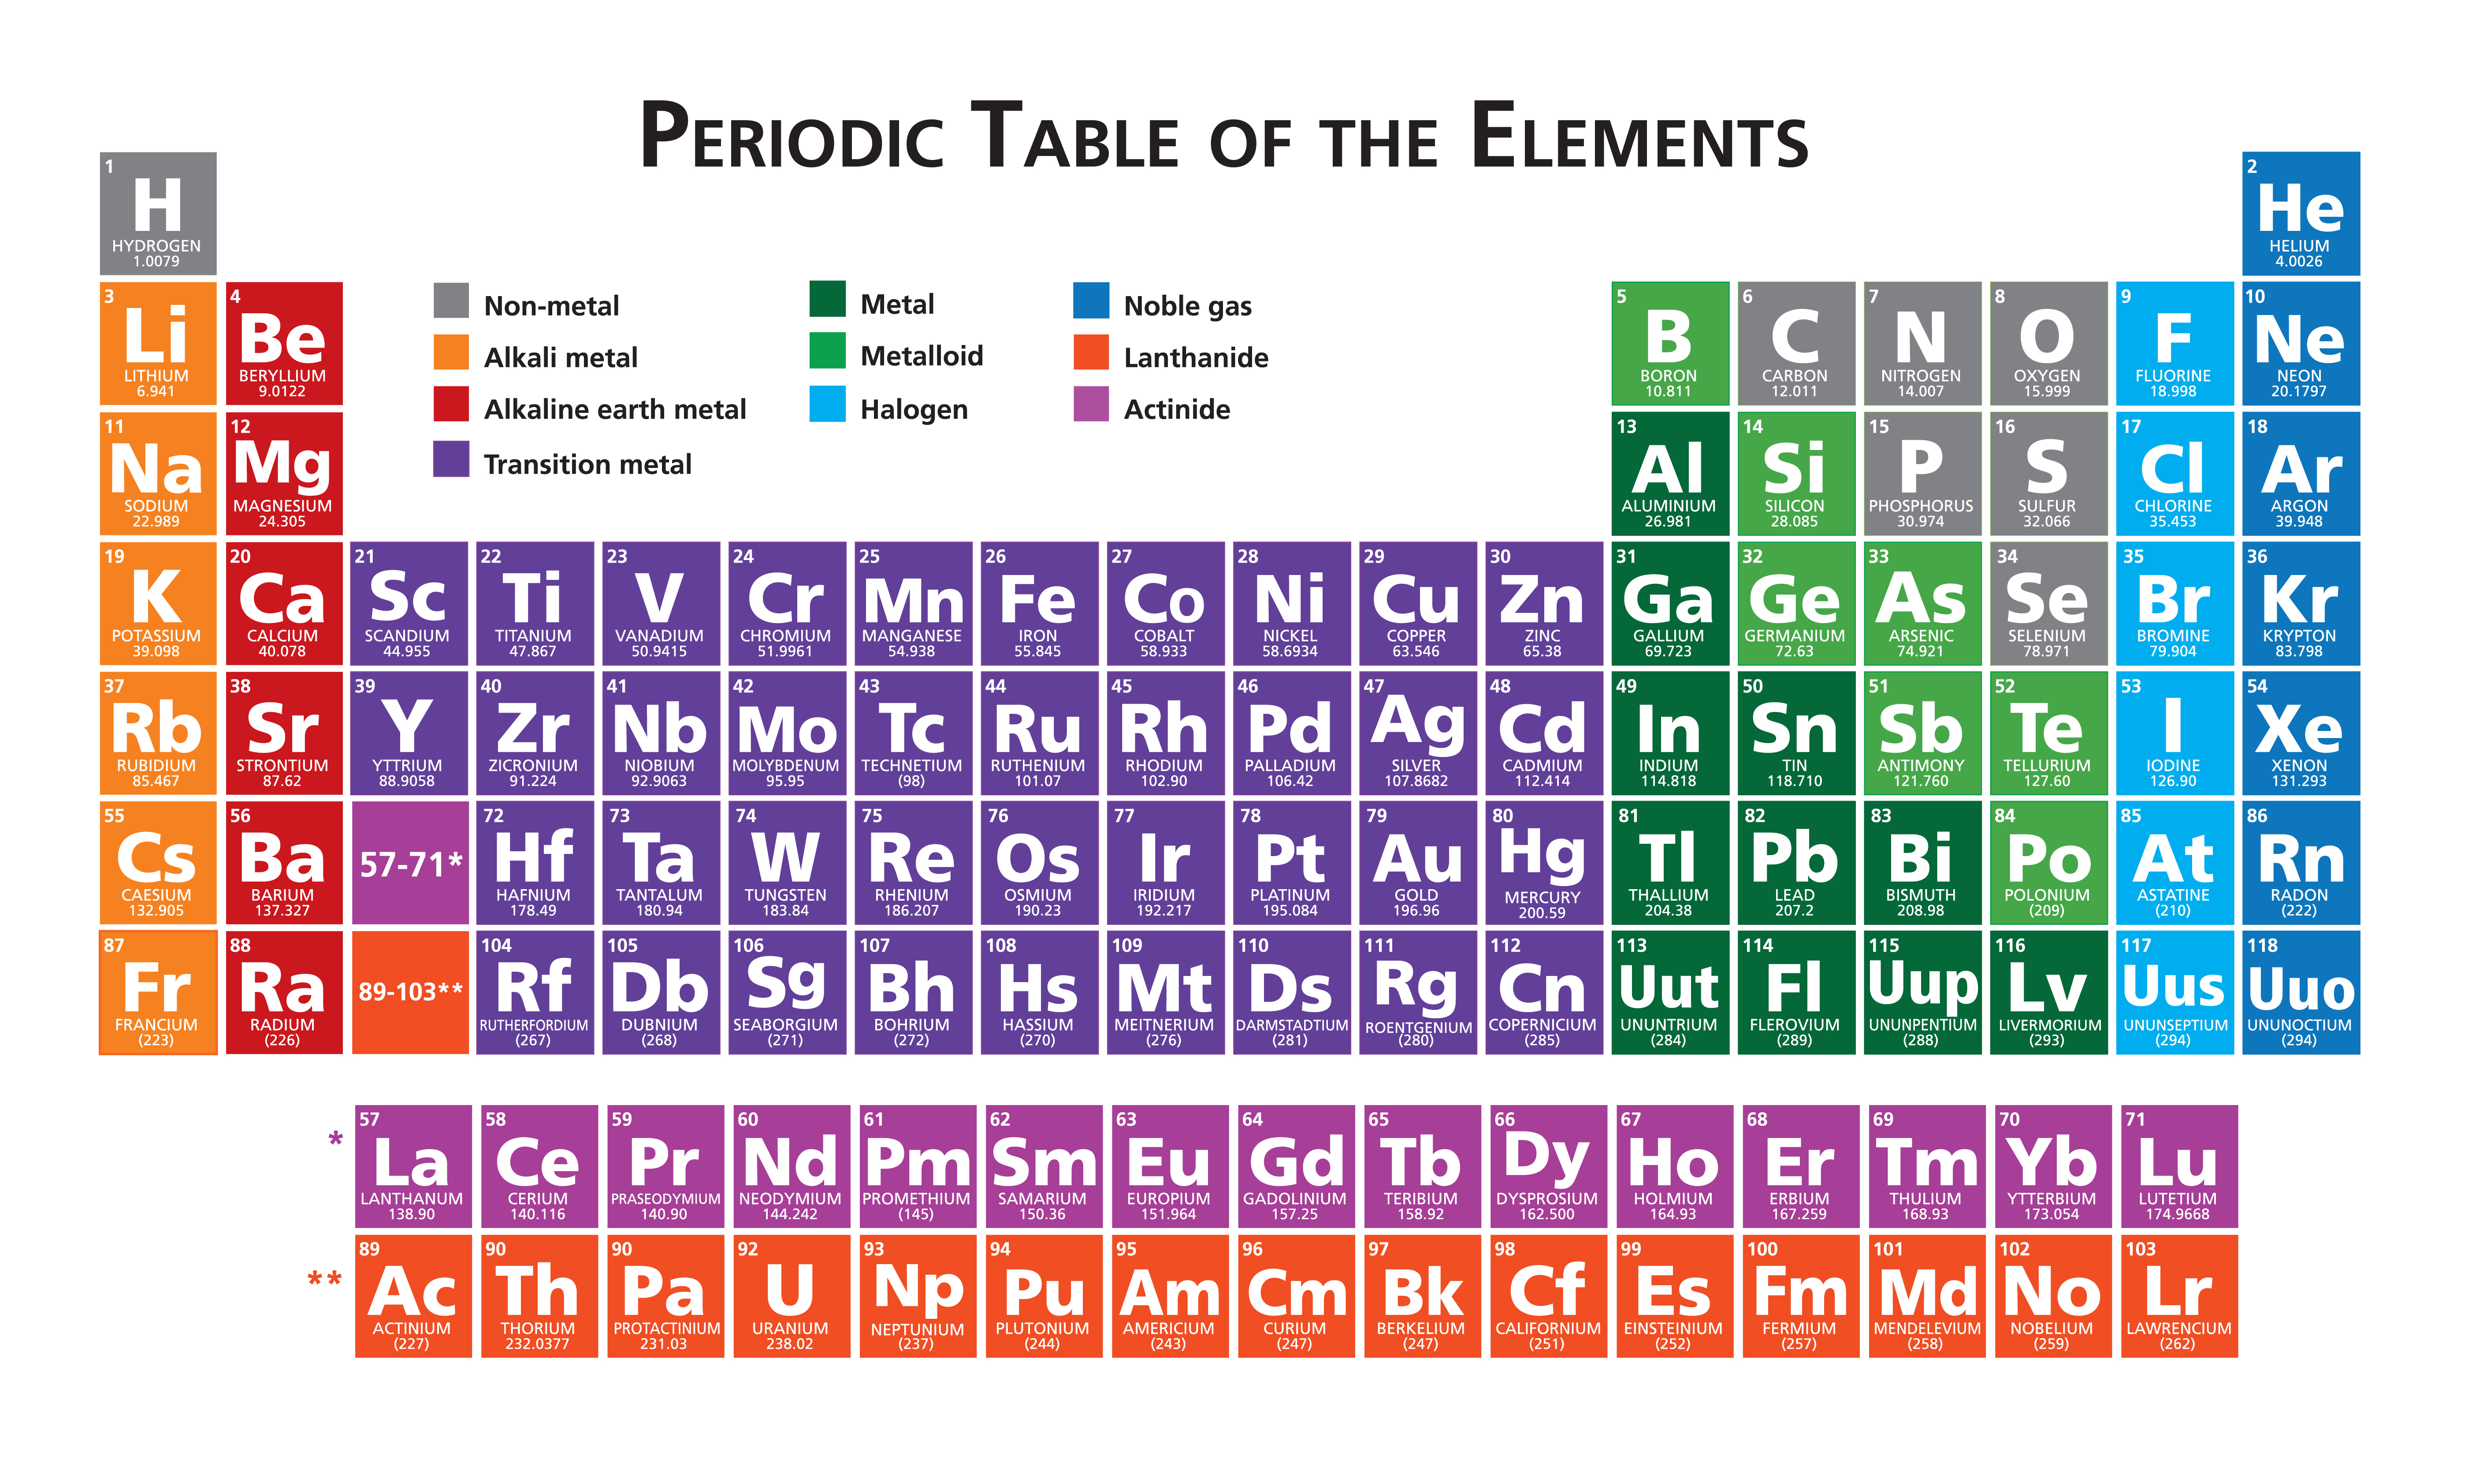 PERIODIC TABLE OF THE ELEMENTS
1
H
HYDROGEN
1.0079
2
He
HELIUM
4.0026
Non-metal
Alkali metal
Alkaline earth metal
Transition metal
Metal
Metalloid
Halogen
Noble gas
Lanthanide
Actinide
3
Li
LITHIUM
6.941
4
Be
BERYLLIUM
9.0122
5
B
BORON
10.811
6
C
CARBON
12.011
7
N
NITROGEN
14.007
8
O
OXYGEN
15.999
9
F
FLUORINE
18.998
10
Ne
NEON
20.1797
11
Na
SODIUM
22.989
12
Mg
MAGNESIUM
24.305
13
Al
ALUMINIUM
26.981
14
Si
SILICON
28.085
15
P
PHOSPHORUS
30.974
16
S
SULFUR
32.066
17
Cl
CHLORINE
35.453
18
Ar
ARGON
39.948
19
K
POTASSIUM
39.098
20
Ca
CALCIUM
40.078
21
Sc
SCANDIUM
44.955
22
Ti
TITANIUM
47.867
23
V
VANADIUM
50.9415
24
Cr
CHROMIUM
51.9961
25
Mn
MANGANESE
54.938
26
Fe
IRON
55.845
27
Co
COBALT
58.933
28
Ni
NICKEL
58.6934
29
Cu
COPPER
63.546
30
Zn
ZINC
65.38
31
Ga
GALLIUM
69.723
32
Ge
GERMANIUM
72.63
33
As
ARSENIC
74.921
34
Se
SELENIUM
78.971
35
Br
BROMINE
79.904
36
Kr
KRYPTON
83.798
37
Rb
RUBIDIUM
85.467
38
Sr
STRONTIUM
87.62
39
Y
YTTRIUM
88.9058
40
Zr
ZICRONIUM
91.224
41
Nb
NIOBIUM
92.9063
42
Mo
MOLYBDENUM
95.95
43
Tc
TECHNETIUM
(98)
44
Ru
RUTHENIUM
101.07
45
Rh
RHODIUM
102.90
46
Pd
PALLADIUM
106.42
47
Ag
SILVER
107.8682
48
Cd
CADMIUM
112.414
49
In
INDIUM
114.818
50
Sn
TIN
118.710
51
Sb
ANTIMONY
121.760
52
Te
TELLURIUM
127.60
53
I
IODINE
126.90
54
Xe
XENON
131.293
55
Cs
CAESIUM
132.905
56
Ba
BARIUM
137.327
57-71*
72
Hf
HAFNIUM
178.49
73
Ta
TANTALUM
180.94
74
W
TUNGSTEN
183.84
75
Re
RHENIUM
186.207
76
Os
OSMIUM
190.23
77
Ir
IRIDIUM
192.217
78
Pt
PLATINUM
195.084
79
Au
GOLD
196.96
80
Hg
MERCURY
200.59
81
Tl
THALLIUM
204.38
82
Pb
LEAD
207.2
83
Bi
BISMUTH
208.98
84
Po
POLONIUM
(209)
85
At
ASTATINE
(210)
86
Rn
RADON
(222)
87
Fr
FRANCIUM
(223)
88
Ra
RADIUM
(226)
89-103**
104
Rf
RUTHERFORDIUM
(267)
105
Db
DUBNIUM
(268)
106
Sg
SEABORGIUM
(271)
107
Bh
BOHRIUM
(272)
108
Hs
HASSIUM
(270)
109
Mt
MEITNERIUM
(276)
110
Ds
DARMSTADTIUM
(281)
111
Rg
ROENTGENIUM
(280)
112
Cn
COPERNICIUM
(285)
113
Uut
UNUNTRIUM
(284)
114
Fl
FLEROVIUM
(289)
115
Uup
UNUNPENTIUM
(288)
116
Lv
LIVERMORIUM
(293)
117
Uus
UNUNSEPTIUM
(294)
118
Uuo
UNUNOCTIUM
(294)
*
57
La
LANTHANUM
138.90
58
Ce
CERIUM
140.116
59
Pr
PRASEODYMIUM
140.90
60
Nd
NEODYMIUM
144.242
61
Pm
PROMETHIUM
(145)
62
Sm
SAMARIUM
150.36
63
Eu
EUROPIUM
151.964
64
Gd
GADOLINIUM
157.25
65
Tb
TERIBIUM
158.92
66
Dy
DYSPROSIUM
162.500
67
Ho
HOLMIUM
164.93
68
Er
ERBIUM
167.259
69
Tm
THULIUM
168.93
70
Yb
YTTERBIUM
173.054
71
Lu
LUTETIUM
174.9668
**
89
Ac
ACTINIUM
(227)
90
Th
THORIUM
232.0377
90
Pa
PROTACTINIUM
231.03
92
U
URANIUM
238.02
93
Np
NEPTUNIUM
(237)
94
Pu
PLUTONIUM
(244)
95
Am
AMERICIUM
(243)
96
Cm
CURIUM
(247)
97
Bk
BERKELIUM
(247)
98
Cf
CALIFORNIUM
(251)
99
Es
EINSTEINIUM
(252)
100
Fm
FERMIUM
(257)
101
Md
MENDELEVIUM
(258)
102
No
NOBELIUM
(259)
103
Lr
LAWRENCIUM
(262)